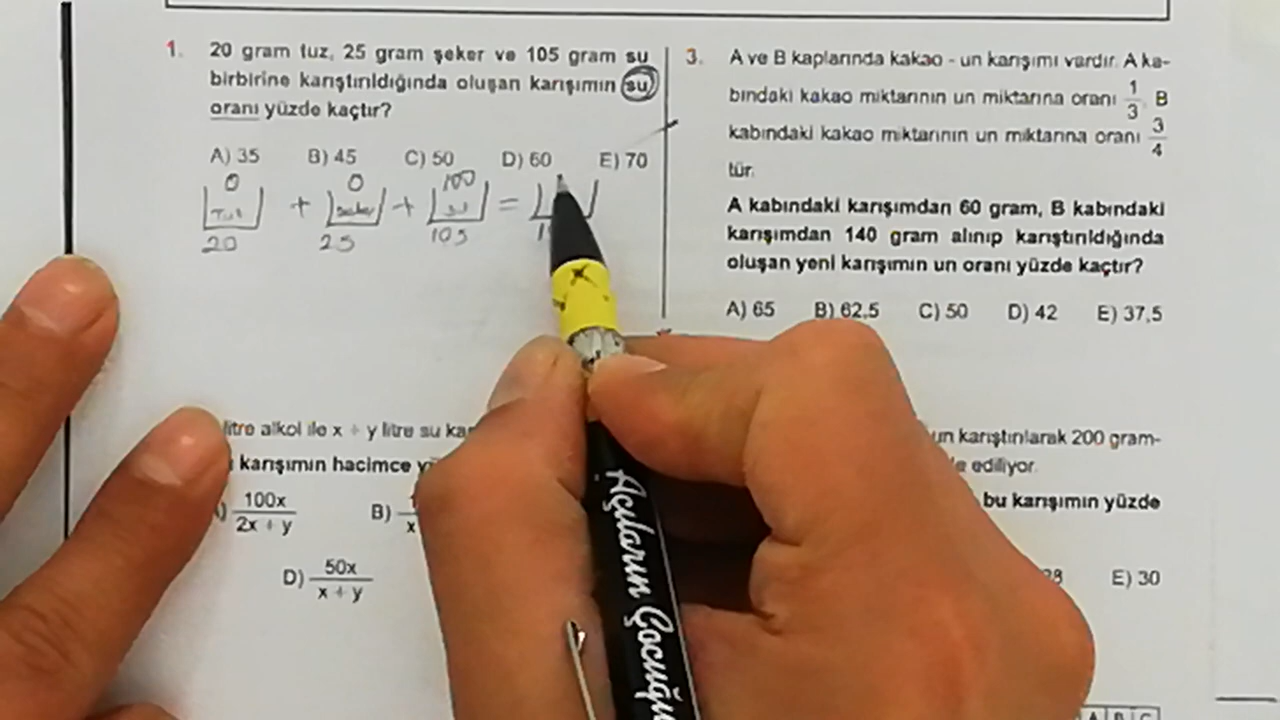 1. 20 gram tuz, 25 gram şeker ve 105 gram su
birbirine karıştırıldığında oluşan karışımın su
oranı yüzde kaçtır?
A) 35 B) 45 C) 50 D) 60 E) 70
0 0 100
Tuz + Şeker + su =
20 25 105
litre alkol ile x + y litre su
karışımın hacimce
100x
2x + y
B)
x
D) 50x
x + y
3. A ve B kaplarında kakao - un karışımı vardır. A ka-
bındaki kakao miktarının un miktarına oranı 1/3, B
kabındaki kakao miktarının un miktarına oranı 3/4
tür.
A kabındaki karışımdan 60 gram, B kabındaki
karışımdan 140 gram alınıp karıştırıldığında
oluşan yeni karışımın un oranı yüzde kaçtır?
A) 65 B) 62,5 C) 50 D) 42 E) 37,5
un karıştırılarak 200 gram-
ediliyor.
bu karışımın yüzde
28 E) 30
Açıların Çocuğu
A B C